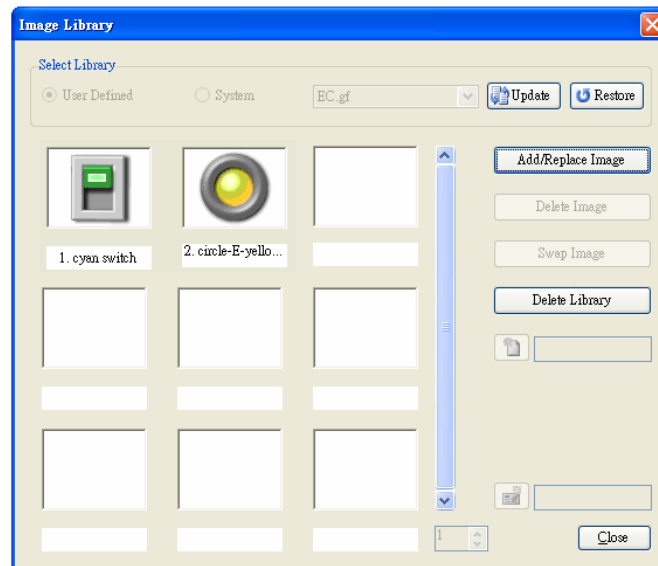 Image Library
Select Library
User Defined
System
EC.gf
Update
Restore
Add/Replace Image
1. cyan switch
2. circle-E-yello...
Delete Image
Swap Image
Delete Library
1
Close